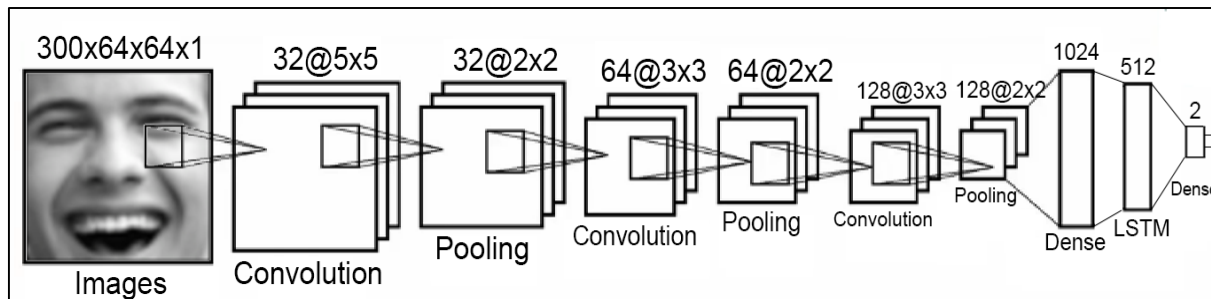 300x64x64x1
Images
32@5x5
Convolution
32@2x2
Pooling
64@3x3
Convolution
64@2x2
Pooling
128@3x3
Convolution
128@2x2
Pooling
1024
Dense
512
LSTM
2
Dense